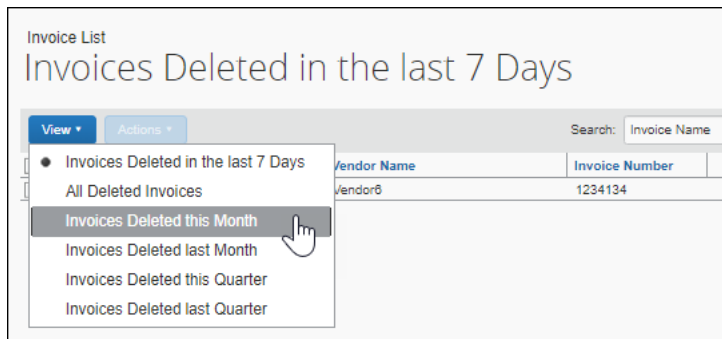 Invoice List
Invoices Deleted in the last 7 Days
View Actions Search: Invoice Name
Invoices Deleted in the last 7 Days
Vendor Name Invoice Number
All Deleted Invoices
Vendor6 1234134
Invoices Deleted this Month
Invoices Deleted last Month
Invoices Deleted this Quarter
Invoices Deleted last Quarter